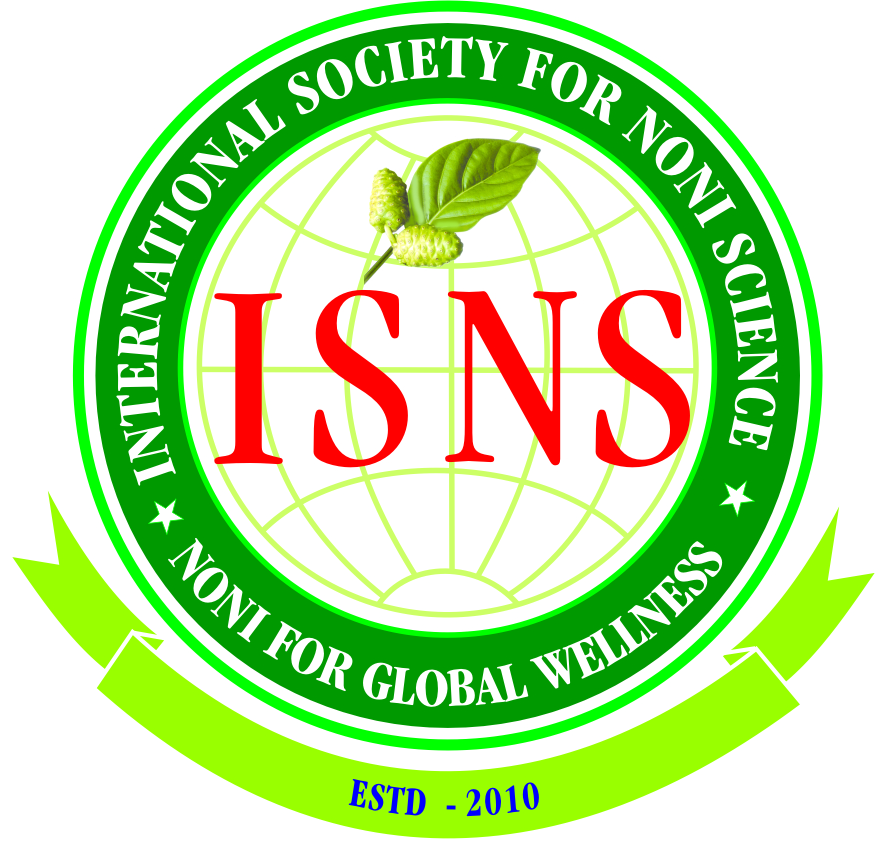 INTERNATIONAL SOCIETY FOR NONI SCIENCE
ISNS
NONI FOR GLOBAL WELLNESS
ESTD - 2010